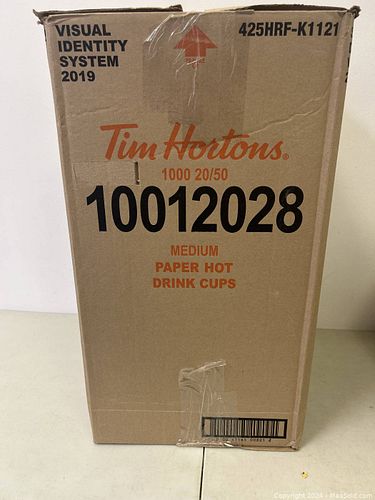 VISUAL
IDENTITY
SYSTEM
2019
425HRF-K1121
Tim Hortons®
1000 20/50
10012028
MEDIUM
PAPER HOT
DRINK CUPS
Copyright 2024 - MaxSold.com